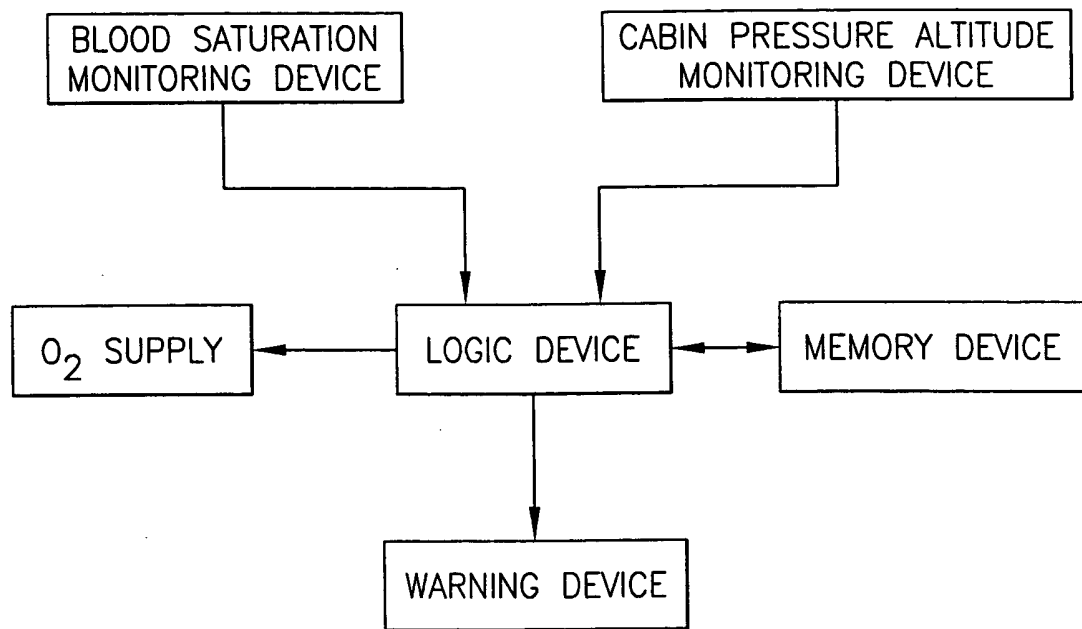 BLOOD SATURATION
MONITORING DEVICE
CABIN PRESSURE ALTITUDE
MONITORING DEVICE
O2 SUPPLY
LOGIC DEVICE
MEMORY DEVICE
WARNING DEVICE